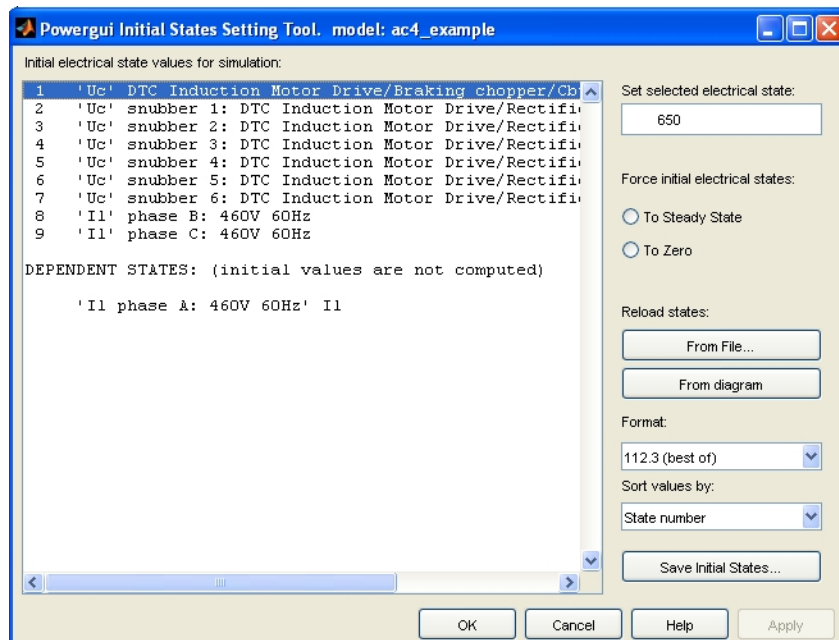 Powergui Initial States Setting Tool. model: ac4_example
Initial electrical state values for simulation:
1 'Uc' DTC Induction Motor Drive/Braking chopper/Cb
2 'Uc' snubber 1: DTC Induction Motor Drive/Rectifi
3 'Uc' snubber 2: DTC Induction Motor Drive/Rectifi
4 'Uc' snubber 3: DTC Induction Motor Drive/Rectifi
5 'Uc' snubber 4: DTC Induction Motor Drive/Rectifi
6 'Uc' snubber 5: DTC Induction Motor Drive/Rectifi
7 'Uc' snubber 6: DTC Induction Motor Drive/Rectifi
8 'Il' phase B: 460V 60Hz
9 'Il' phase C: 460V 60Hz
DEPENDENT STATES: (initial values are not computed)
'Il phase A: 460V 60Hz' Il
Set selected electrical state:
650
Force initial electrical states:
To Steady State
To Zero
Reload states:
From File...
From diagram
Format:
112.3 (best of)
Sort values by:
State number
Save Initial States...
OK
Cancel
Help
Apply